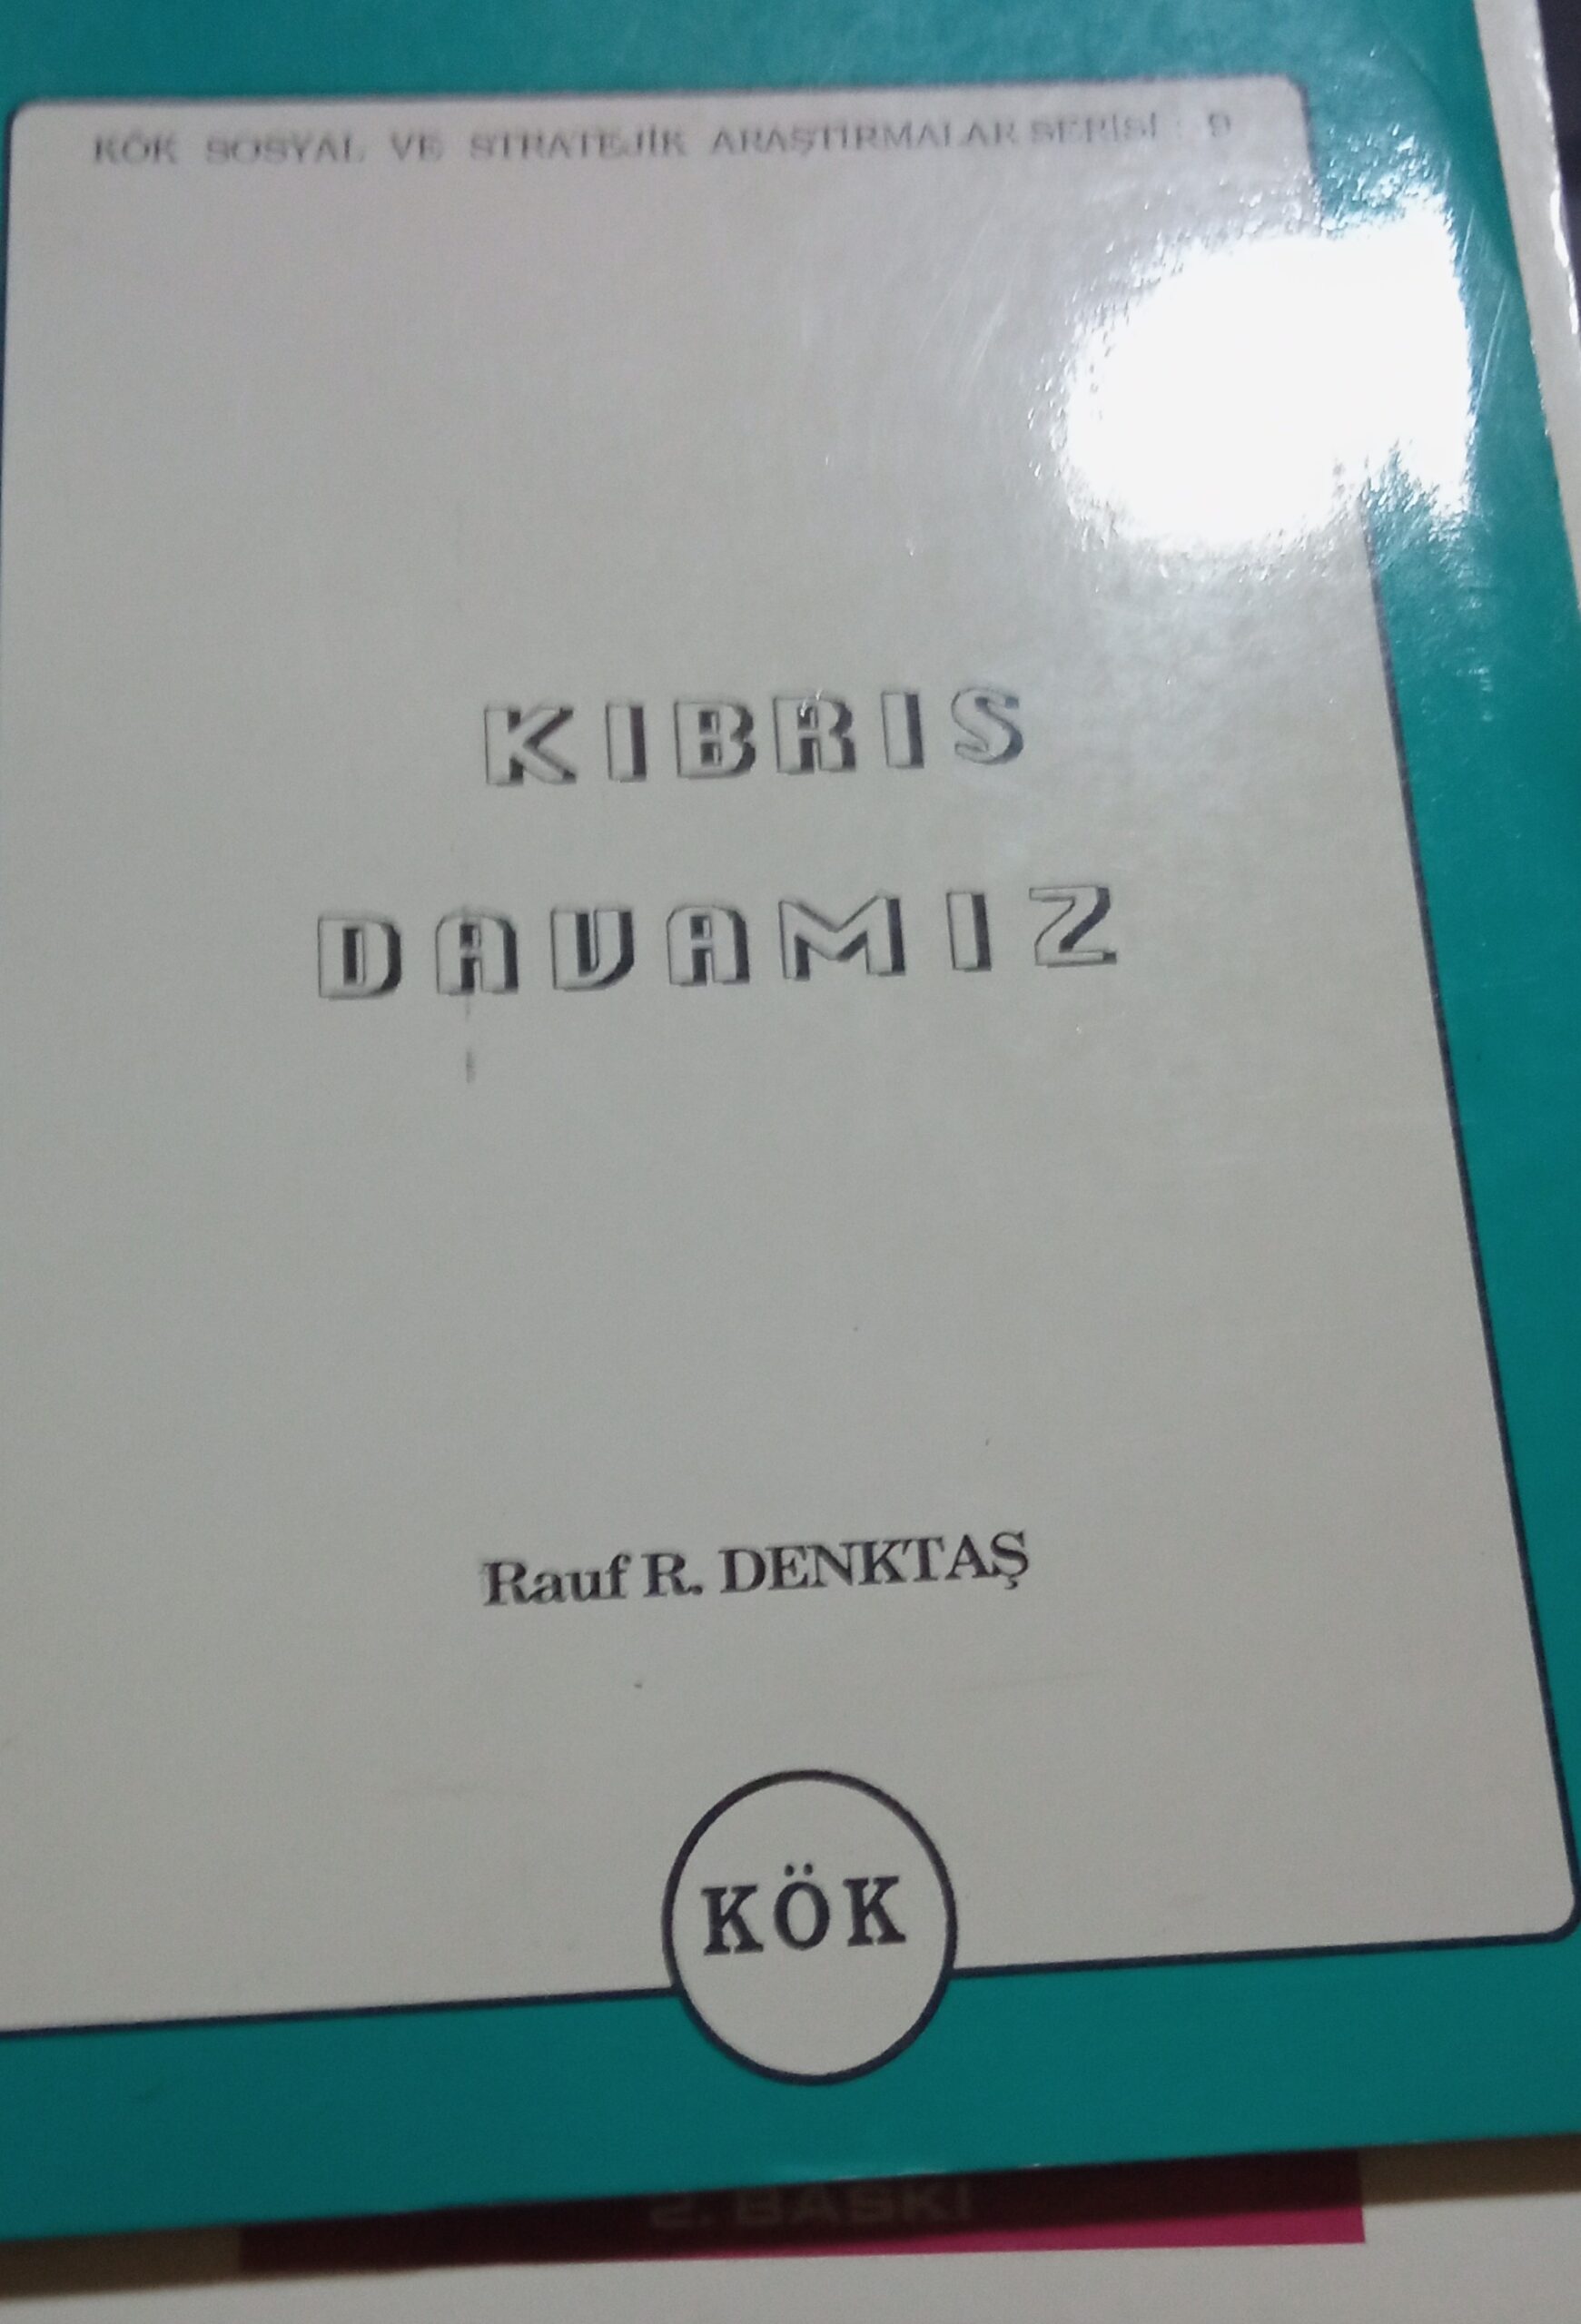 KÖK SOSYAL VE STRATEJİK ARAŞTIRMALAR SERİSİ : 9
KIBRIS
DAVAMIZ
Rauf R. DENKTAŞ
KÖK
2. BASKI